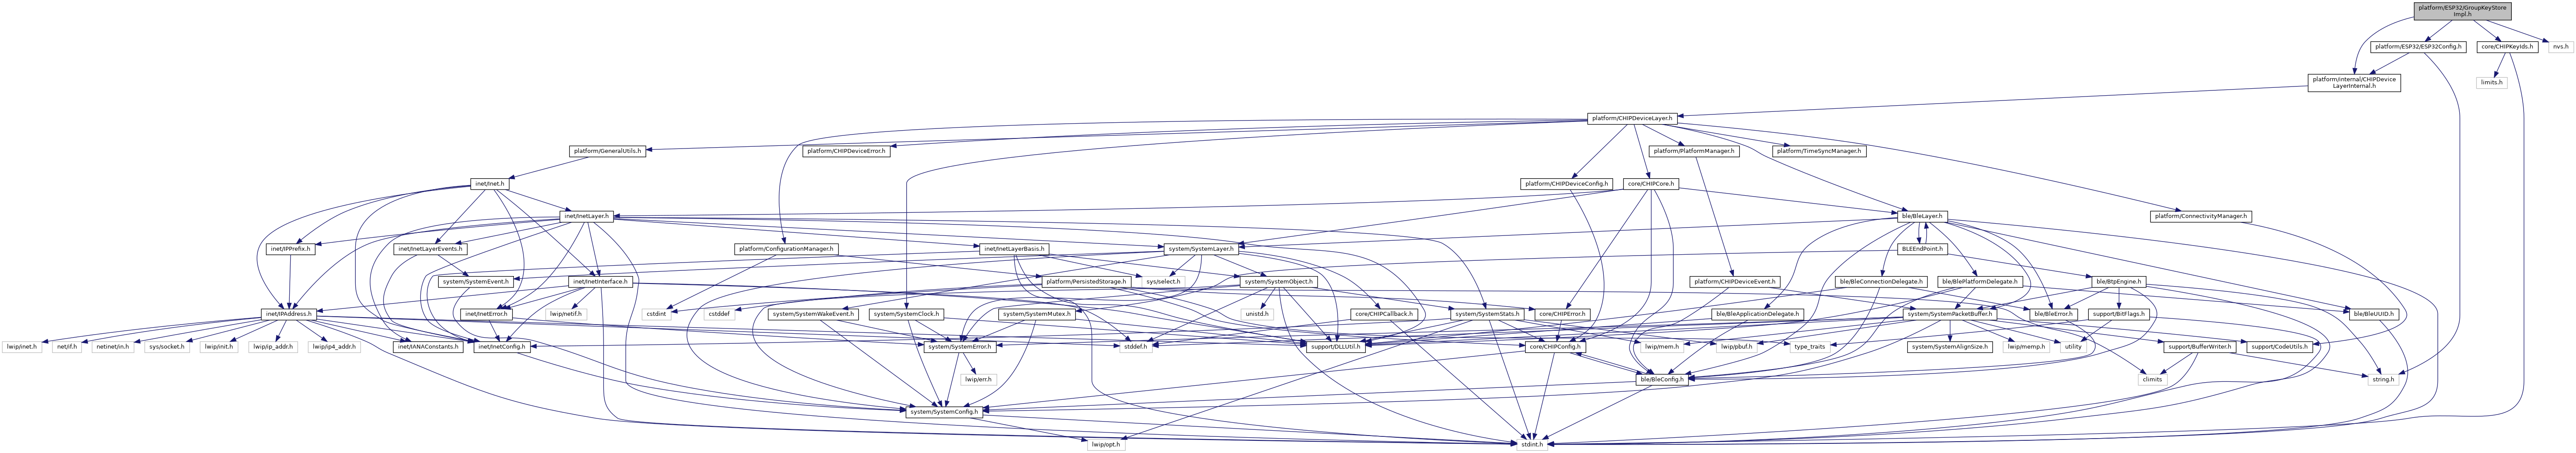 platform/ESP32/GroupKeyStore
Impl.h
platform/ESP32/ESP32Config.h
core/CHIPKeyIds.h
nvs.h
platform/internal/CHIPDevice
LayerInternal.h
limits.h
platform/CHIPDeviceLayer.h
platform/GeneralUtils.h
platform/CHIPDeviceError.h
platform/PlatformManager.h
platform/TimeSyncManager.h
inet/Inet.h
platform/CHIPDeviceConfig.h
core/CHIPCore.h
inet/InetLayer.h
ble/BleLayer.h
platform/ConnectivityManager.h
inet/IPPrefix.h
inet/InetLayerEvents.h
platform/ConfigurationManager.h
inet/InetLayerBasis.h
system/SystemLayer.h
BLEEndPoint.h
system/SystemEvent.h
inet/InetInterface.h
platform/PersistedStorage.h
sys/select.h
system/SystemObject.h
platform/CHIPDeviceEvent.h
ble/BleConnectionDelegate.h
ble/BlePlatformDelegate.h
ble/BtpEngine.h
inet/IPAddress.h
inet/InetError.h
lwip/netif.h
cstdint
cstddef
system/SystemWakeEvent.h
system/SystemClock.h
system/SystemMutex.h
unistd.h
core/CHIPCallback.h
system/SystemStats.h
core/CHIPError.h
ble/BleApplicationDelegate.h
system/SystemPacketBuffer.h
ble/BleError.h
support/BitFlags.h
ble/BleUUID.h
lwip/inet.h
net/if.h
netinet/in.h
sys/socket.h
lwip/init.h
lwip/ip_addr.h
lwip/ip4_addr.h
inet/IANAConstants.h
inet/InetConfig.h
system/SystemError.h
stddef.h
support/DLLUtil.h
core/CHIPConfig.h
lwip/mem.h
lwip/pbuf.h
type_traits
system/SystemAlignSize.h
lwip/memp.h
utility
support/BufferWriter.h
support/CodeUtils.h
lwip/err.h
ble/BleConfig.h
climits
string.h
system/SystemConfig.h
lwip/opt.h
stdint.h